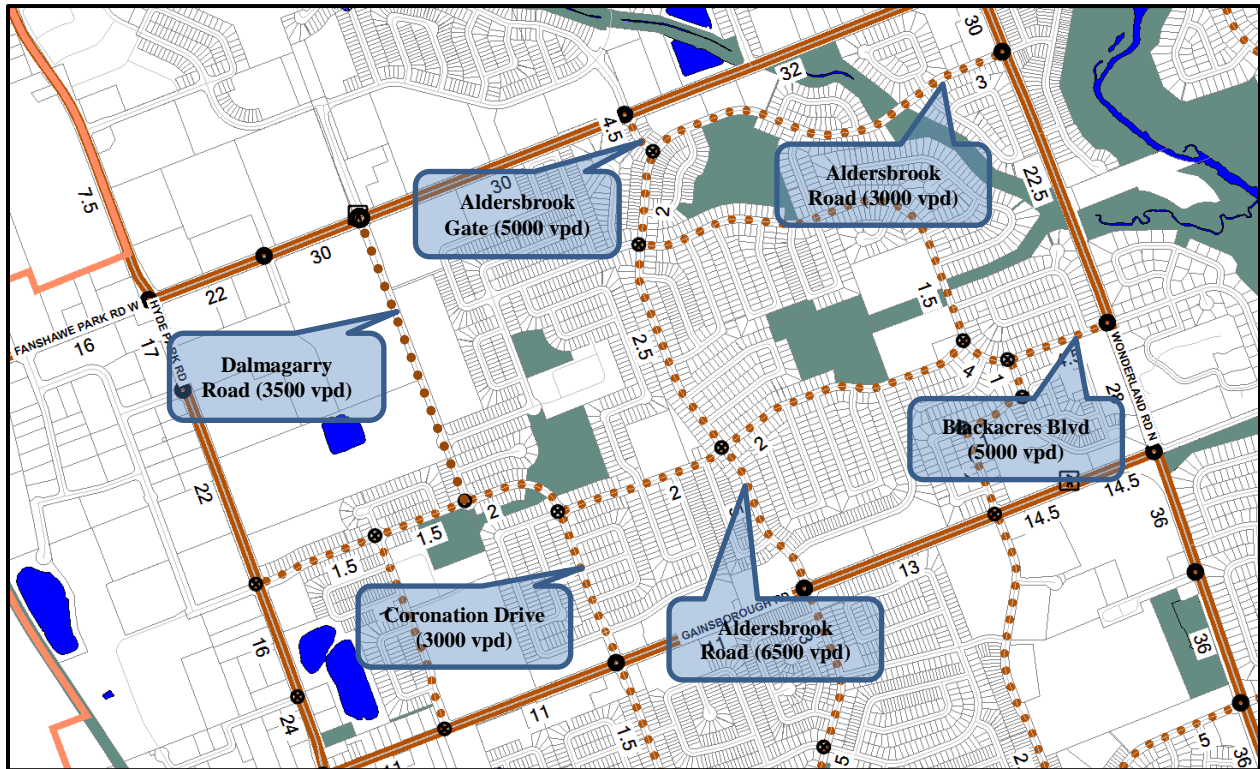 30
32
3
4.5
7.5
Aldersbrook
Road (3000 vpd)
30
Aldersbrook
Gate (5000 vpd)
2
22.5
30
22
FANSHAWE PARK RD W
16
17
HYDE PARK RD
1.5
2.5
Dalmagarry
Road (3500 vpd)
WONDERLAND RD N
4
1
28
Blackacres Blvd
(5000 vpd)
2
22
2
14.5
14.5
2
1.5
1.5
13
36
Coronation Drive
(3000 vpd)
GAINSBOROUGH RD
Aldersbrook
Road (6500 vpd)
3
36
16
24
11
1.5
11
5
2
5
36